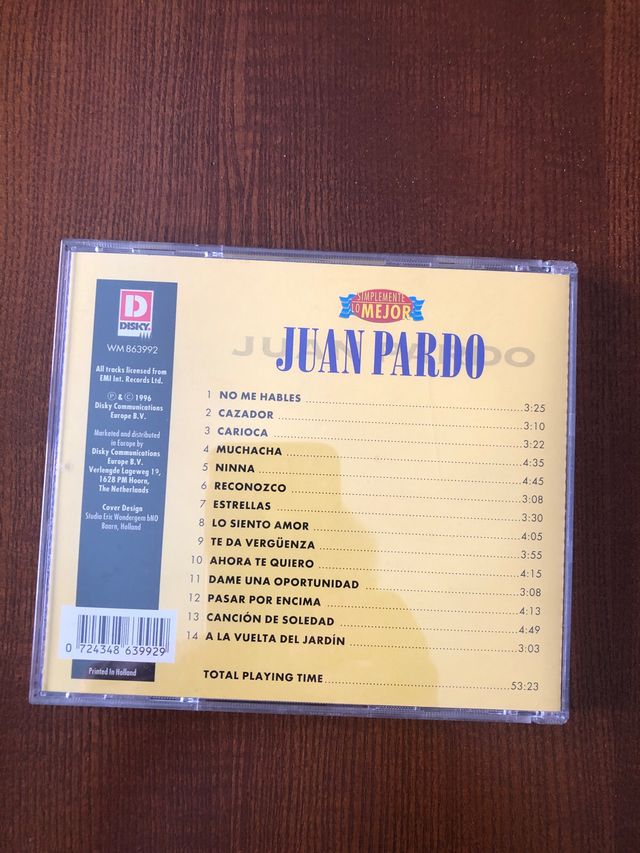 D
DISKY
WM 863992
All tracks licensed from
EMI Int. Records Ltd.
Ⓟ & © 1996
Disky Communications
Europe B.V.
Marketed and distributed
in Europe by
Disky Communications
Europe B.V.
Verlengde Lageweg 19,
1628 PM Hoorn,
The Netherlands
Cover Design
Studio Eric Wondergem bNO
Baarn, Holland
0 724348 639929
Printed In Holland
SIMPLEMENTE
LO MEJOR
JUAN PARDO
JUAN PARDO
1 NO ME HABLES 3:25
2 CAZADOR 3:10
3 CARIOCA 3:22
4 MUCHACHA 4:35
5 NINNA 4:45
6 RECONOZCO 3:08
7 ESTRELLAS 3:30
8 LO SIENTO AMOR 4:05
9 TE DA VERGÜENZA 3:55
10 AHORA TE QUIERO 4:15
11 DAME UNA OPORTUNIDAD 3:08
12 PASAR POR ENCIMA 4:13
13 CANCIÓN DE SOLEDAD 4:49
14 A LA VUELTA DEL JARDÍN 3:03
TOTAL PLAYING TIME 53:23